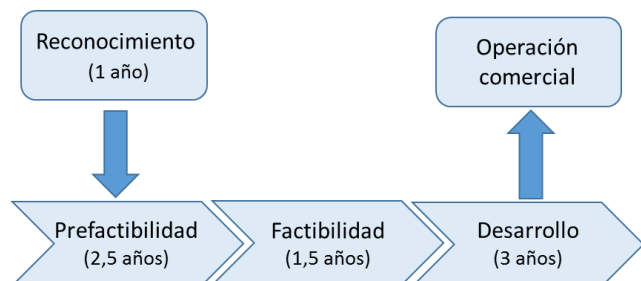 Reconocimiento
(1 año)
Operación
comercial
Prefactibilidad
(2,5 años)
Factibilidad
(1,5 años)
Desarrollo
(3 años)